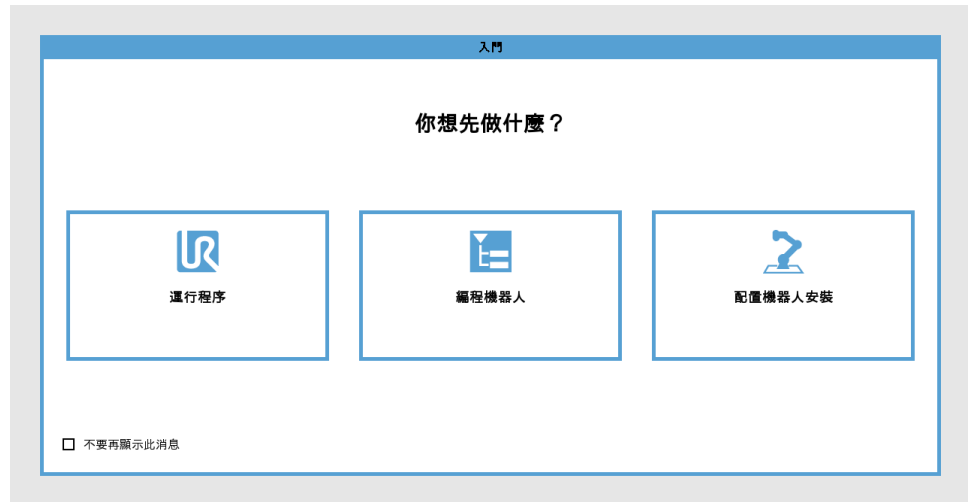 入門
你想先做什麼？
運行程序
編程機器人
配置機器人安裝
不要再顯示此消息